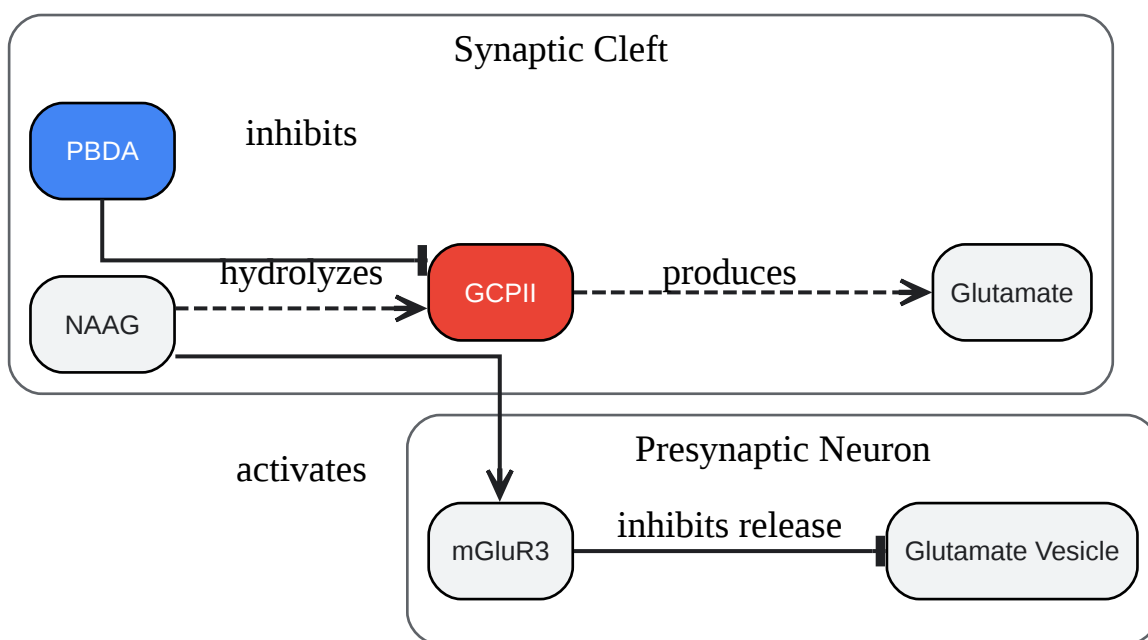 Synaptic Cleft
PBDA
inhibits
hydrolyzes
produces
NAAG
GCPII
Glutamate
activates
Presynaptic Neuron
mGluR3
inhibits release
Glutamate Vesicle